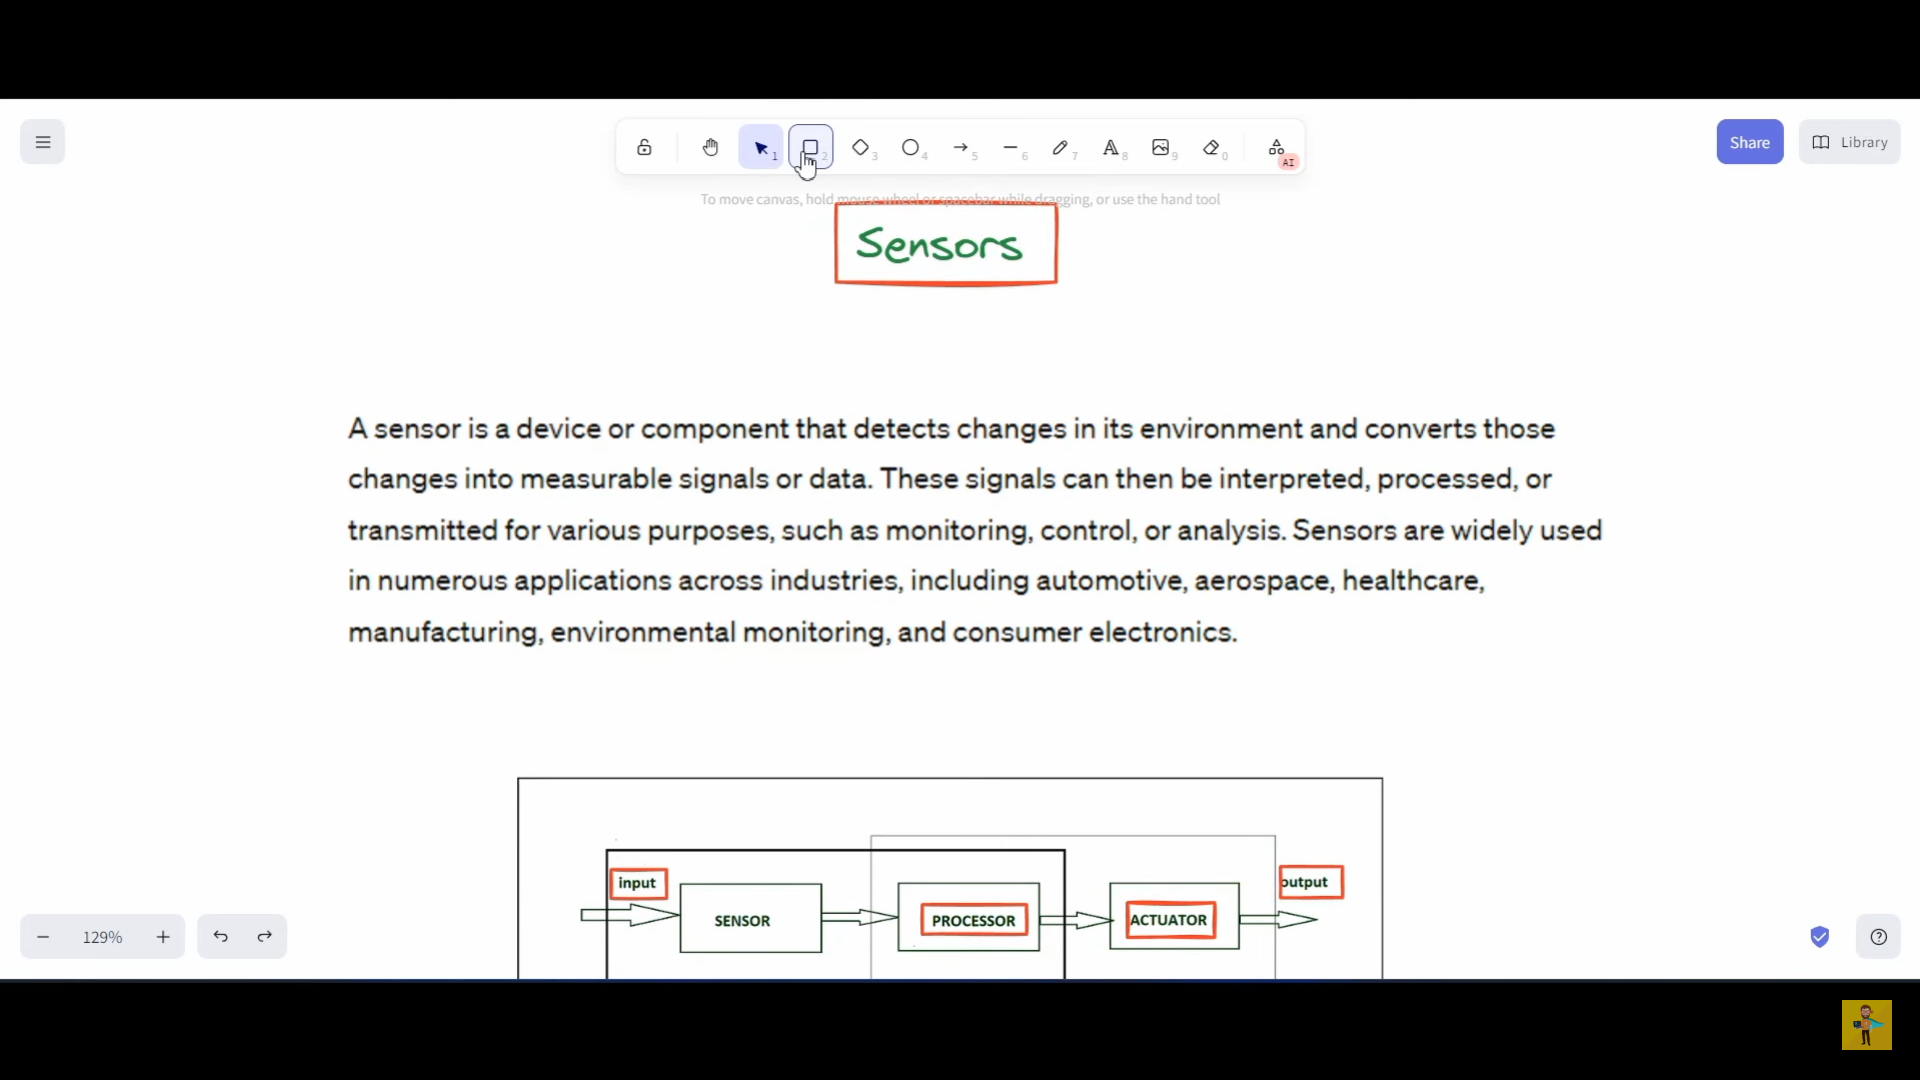 1 2 3 4 5 6 7 8 9 0 AI
Share
Library
To move canvas, hold mouse wheel or spacebar while dragging, or use the hand tool
Sensors
A sensor is a device or component that detects changes in its environment and converts those
changes into measurable signals or data. These signals can then be interpreted, processed, or
transmitted for various purposes, such as monitoring, control, or analysis. Sensors are widely used
in numerous applications across industries, including automotive, aerospace, healthcare,
manufacturing, environmental monitoring, and consumer electronics.
input
output
SENSOR
PROCESSOR
ACTUATOR
129%